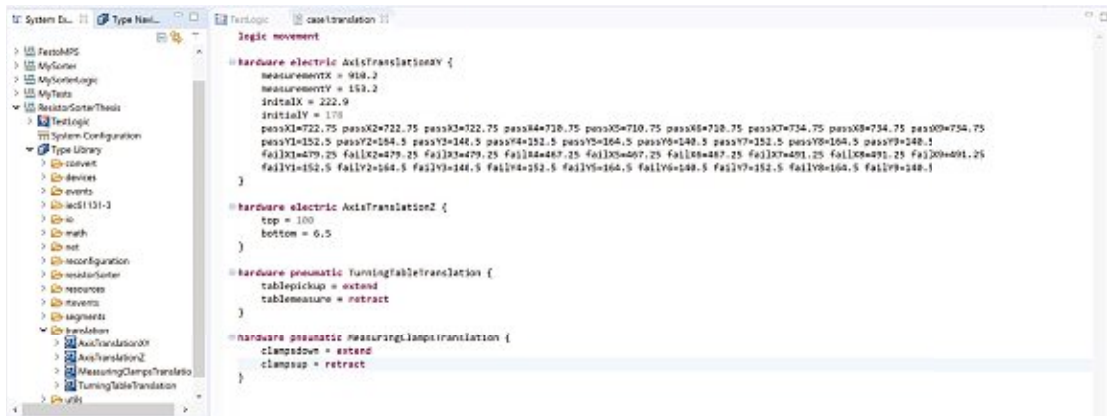 System Ex...
Type Navi...
FestoMPS
MySorter
MySorterLogic
MyTests
ResistorSorterThesis
TestLogic
System Configuration
Type Library
convert
devices
events
iec61131-3
io
math
net
reconfiguration
resistorSorter
resources
rtevents
segments
translation
AxisTranslationXY
AxisTranslationZ
MeasuringClampsTranslatio
TurningTableTranslation
utils
TestLogic
case1.translation
logic movement
hardware electric AxisTranslationXY {
measurementX = 910.2
measurementY = 153.2
initalX = 222.9
initialY = 178
passX1=722.75 passX2=722.75 passX3=722.75 passX4=710.75 passX5=710.75 passX6=710.75 passX7=734.75 passX8=734.75 passX9=734.75
passY1=152.5 passY2=164.5 passY3=140.5 passY4=152.5 passY5=164.5 passY6=140.5 passY7=152.5 passY8=164.5 passY9=140.5
failX1=479.25 failX2=479.25 failX3=479.25 failX4=467.25 failX5=467.25 failX6=467.25 failX7=491.25 failX8=491.25 failX9=491.25
failY1=152.5 failY2=164.5 failY3=140.5 failY4=152.5 failY5=164.5 failY6=140.5 failY7=152.5 failY8=164.5 failY9=140.5
}
hardware electric AxisTranslationZ {
top = 100
bottom = 6.5
}
hardware pneumatic TurningTableTranslation {
tablepickup = extend
tablemeasure = retract
}
hardware pneumatic MeasuringClampsTranslation {
clampsdown = extend
clampsup = retract
}